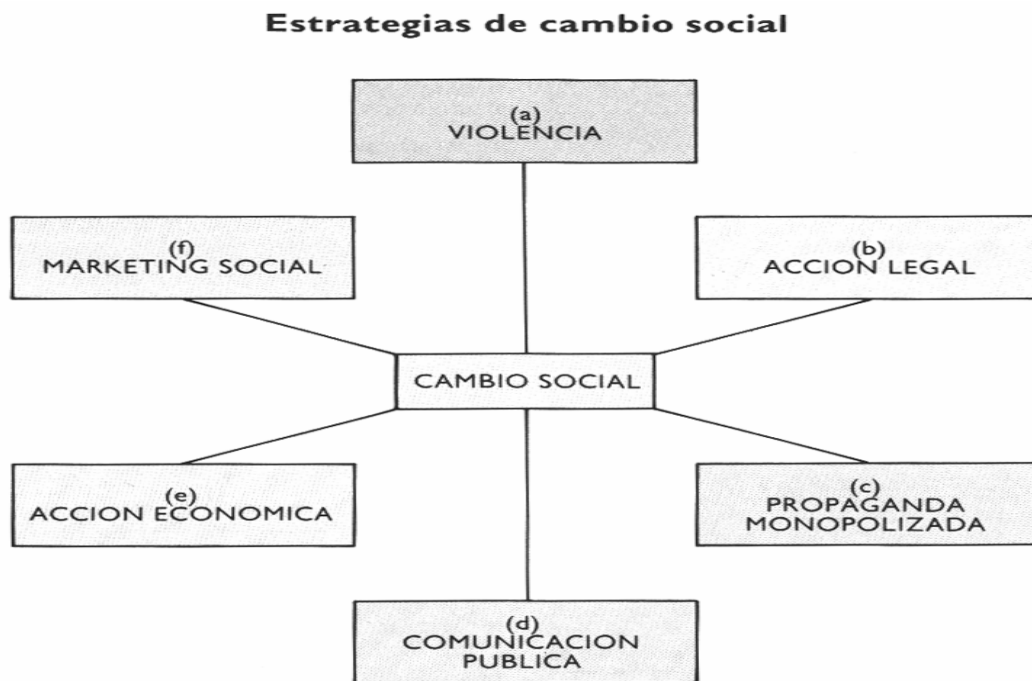 Estrategias de cambio social
(a)
VIOLENCIA
(f)
MARKETING SOCIAL
(b)
ACCION LEGAL
CAMBIO SOCIAL
(e)
ACCION ECONOMICA
(c)
PROPAGANDA
MONOPOLIZADA
(d)
COMUNICACION
PUBLICA